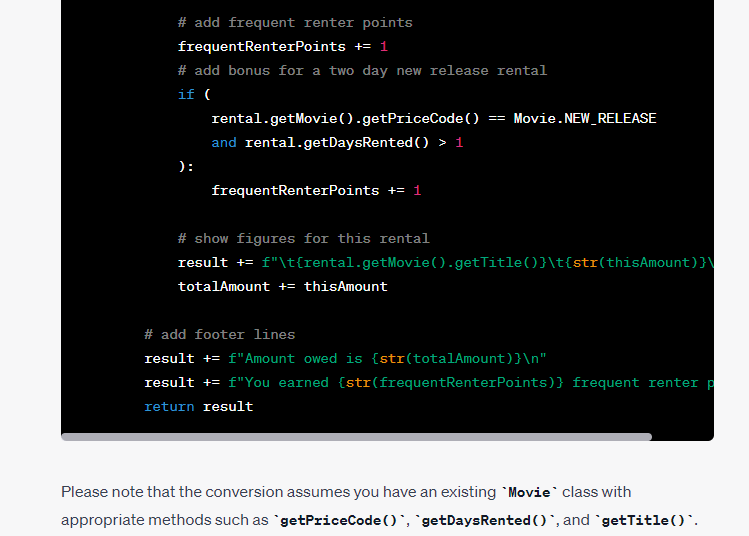 # add frequent renter points
frequentRenterPoints += 1
# add bonus for a two day new release rental
if (
rental.getMovie().getPriceCode() == Movie.NEW_RELEASE
and rental.getDaysRented() > 1
):
frequentRenterPoints += 1
# show figures for this rental
result += f"\t{rental.getMovie().getTitle()}\t{str(thisAmount)}\
totalAmount += thisAmount
# add footer lines
result += f"Amount owed is {str(totalAmount)}\n"
result += f"You earned {str(frequentRenterPoints)} frequent renter p
return result
Please note that the conversion assumes you have an existing `Movie` class with
appropriate methods such as `getPriceCode()`, `getDaysRented()`, and `getTitle()`.